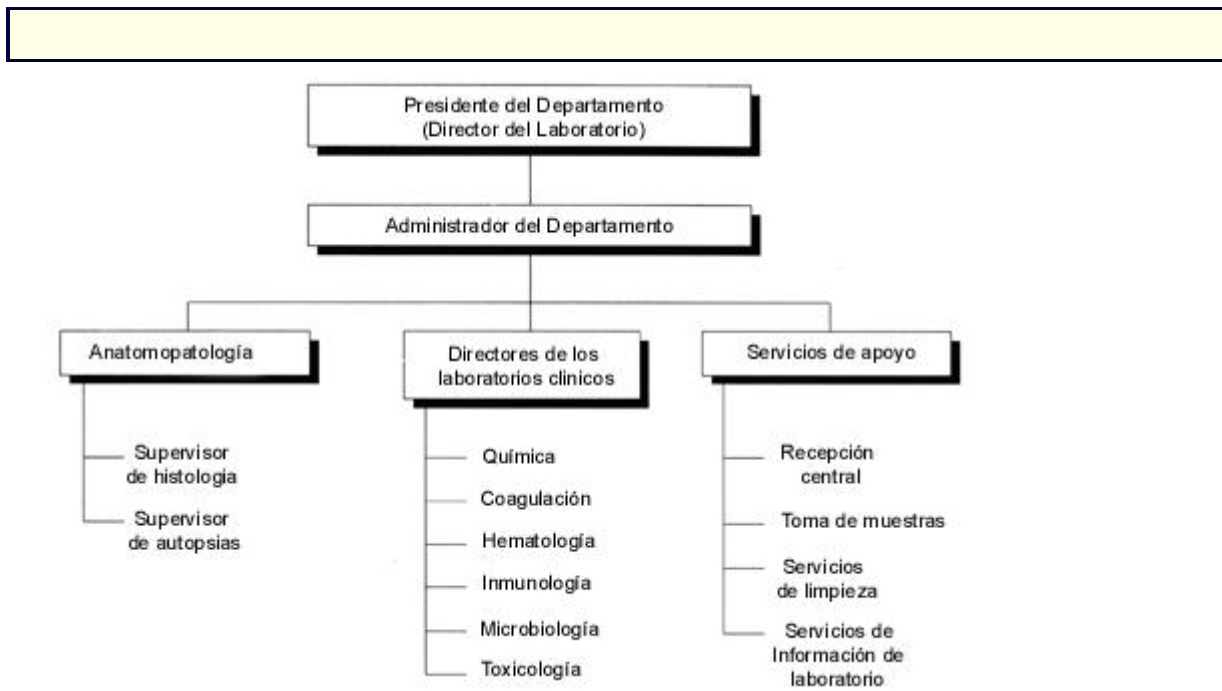 Presidente del Departamento
(Director del Laboratorio)
Administrador del Departamento
Anatomopatología
Supervisor
de histología
Supervisor
de autopsias
Directores de los
laboratorios clínicos
Química
Coagulación
Hematología
Inmunología
Microbiología
Toxicología
Servicios de apoyo
Recepción
central
Toma de muestras
Servicios
de limpieza
Servicios de
Información de
laboratorio